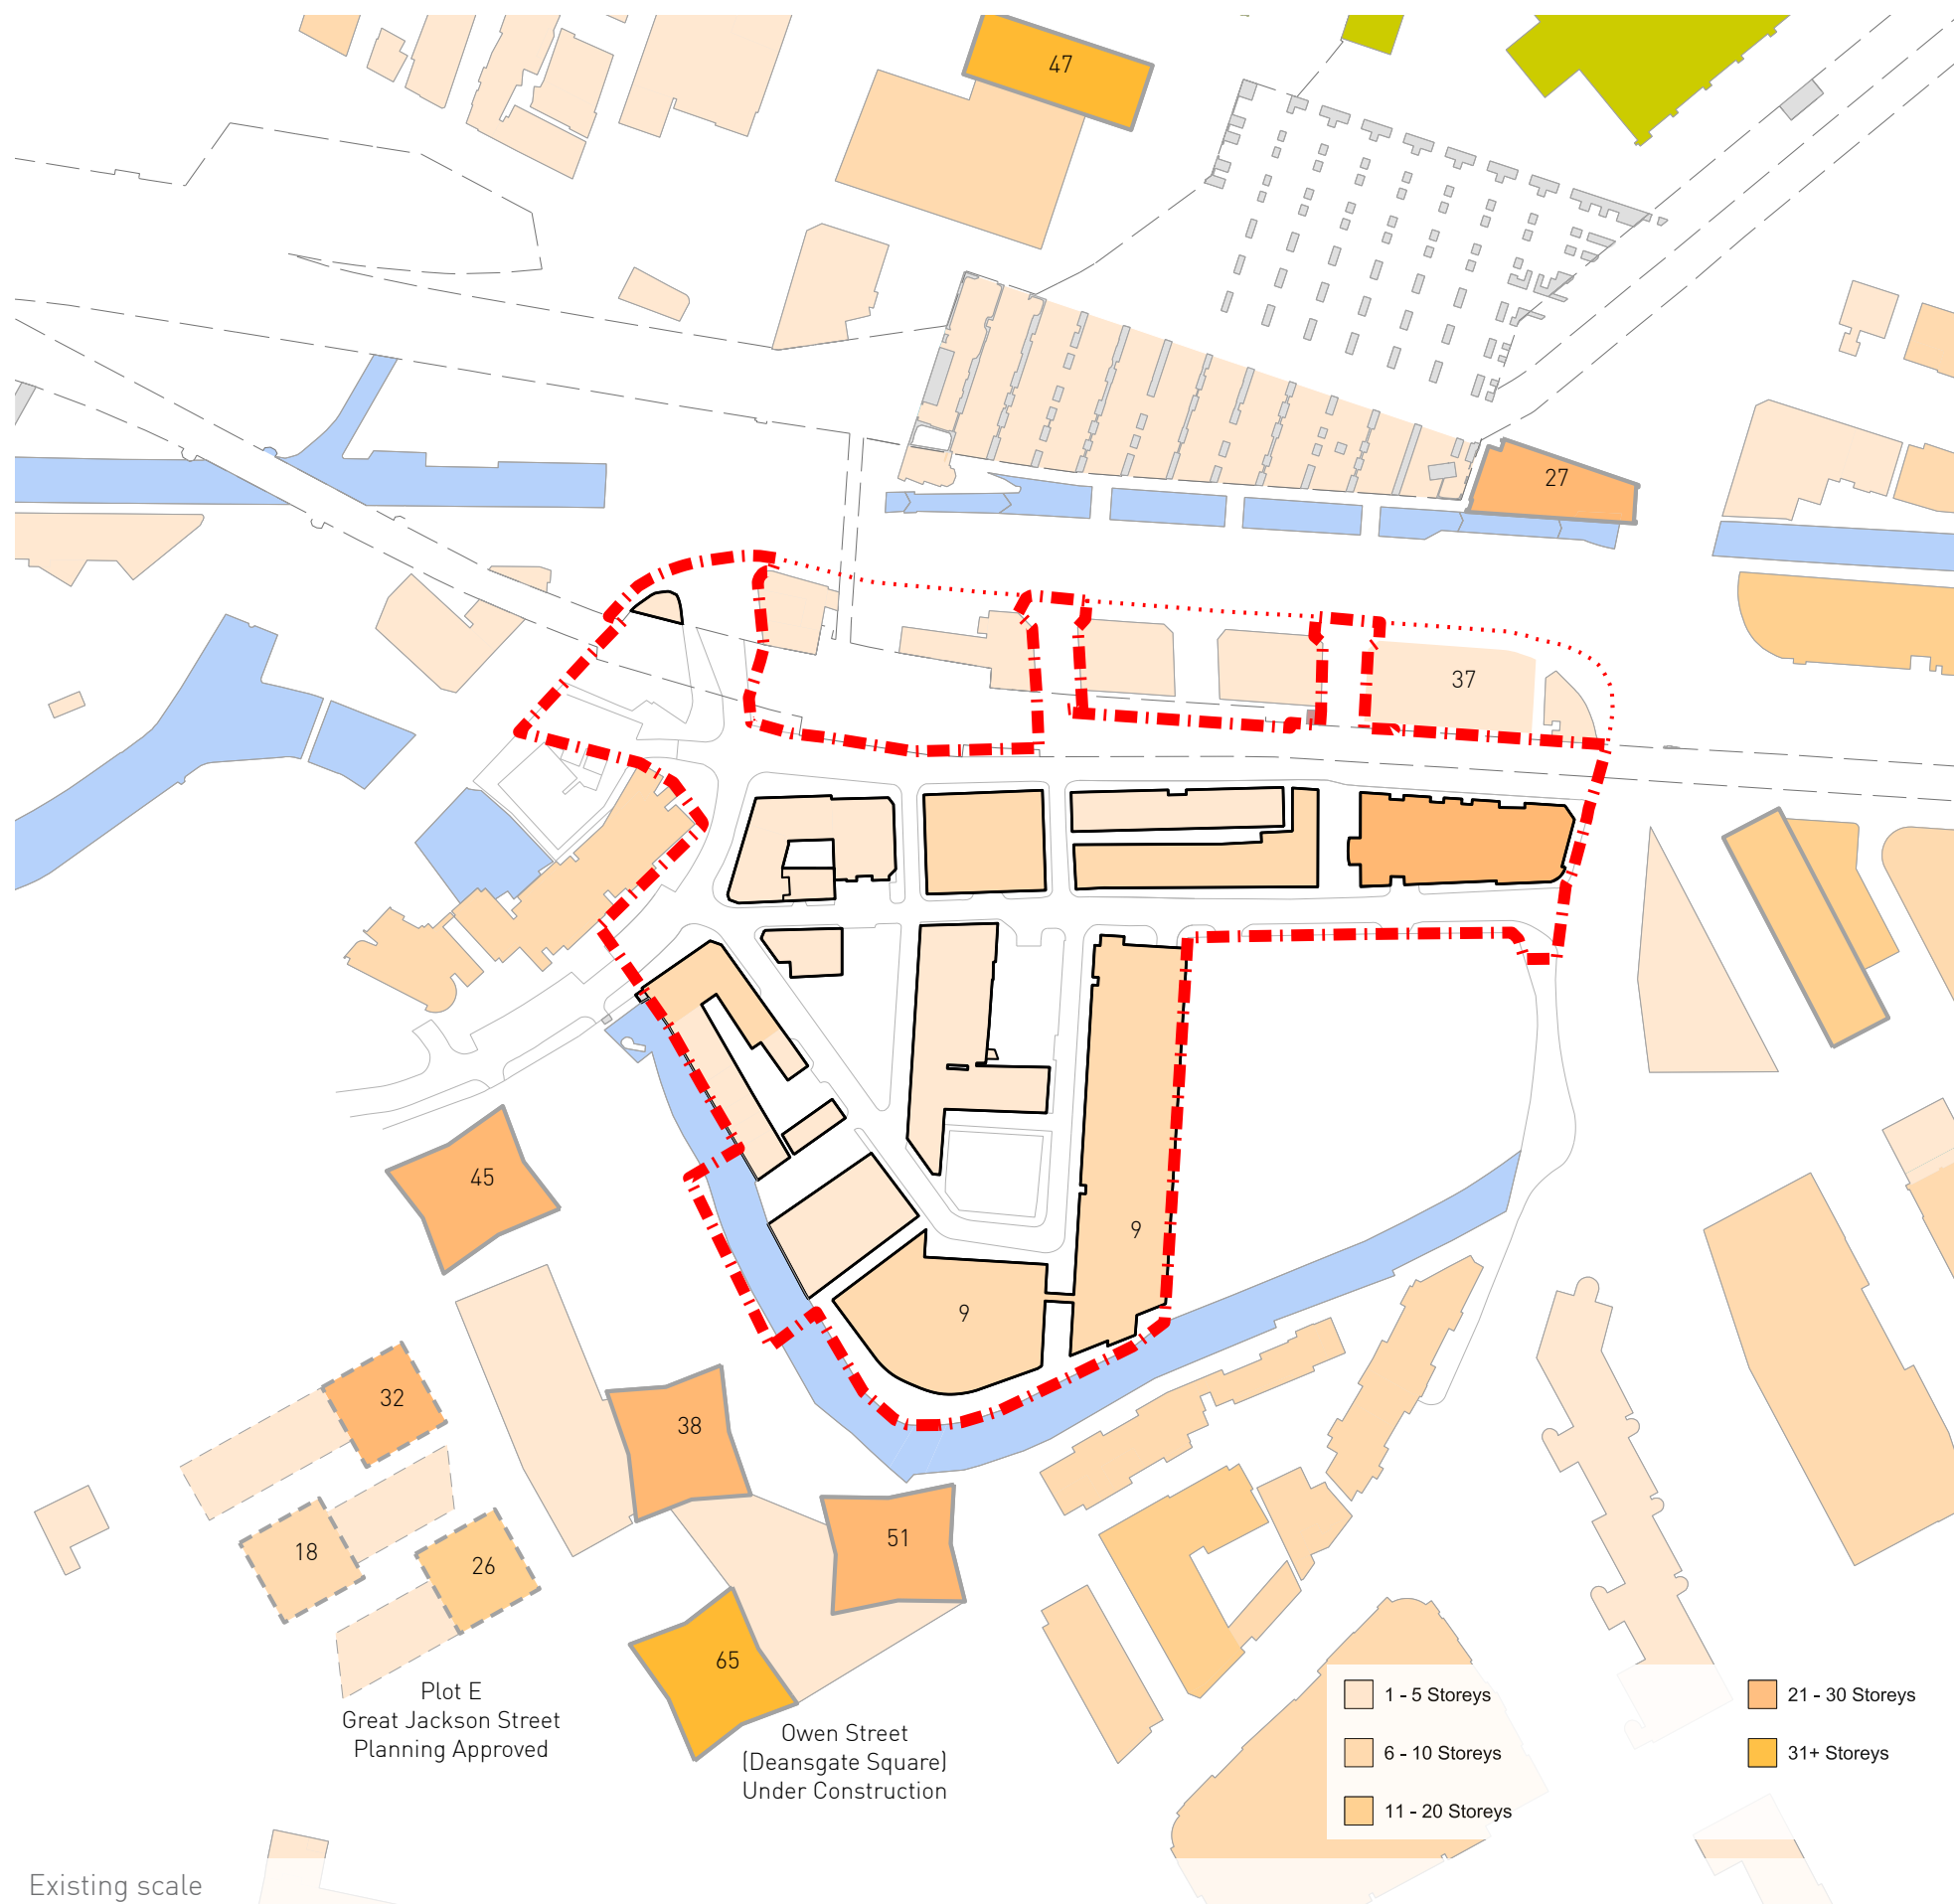 47
27
37
45
9
9
32
38
18
26
51
65
Plot E
Great Jackson Street
Planning Approved
Owen Street
(Deansgate Square)
Under Construction
1 - 5 Storeys
6 - 10 Storeys
11 - 20 Storeys
21 - 30 Storeys
31+ Storeys
Existing scale